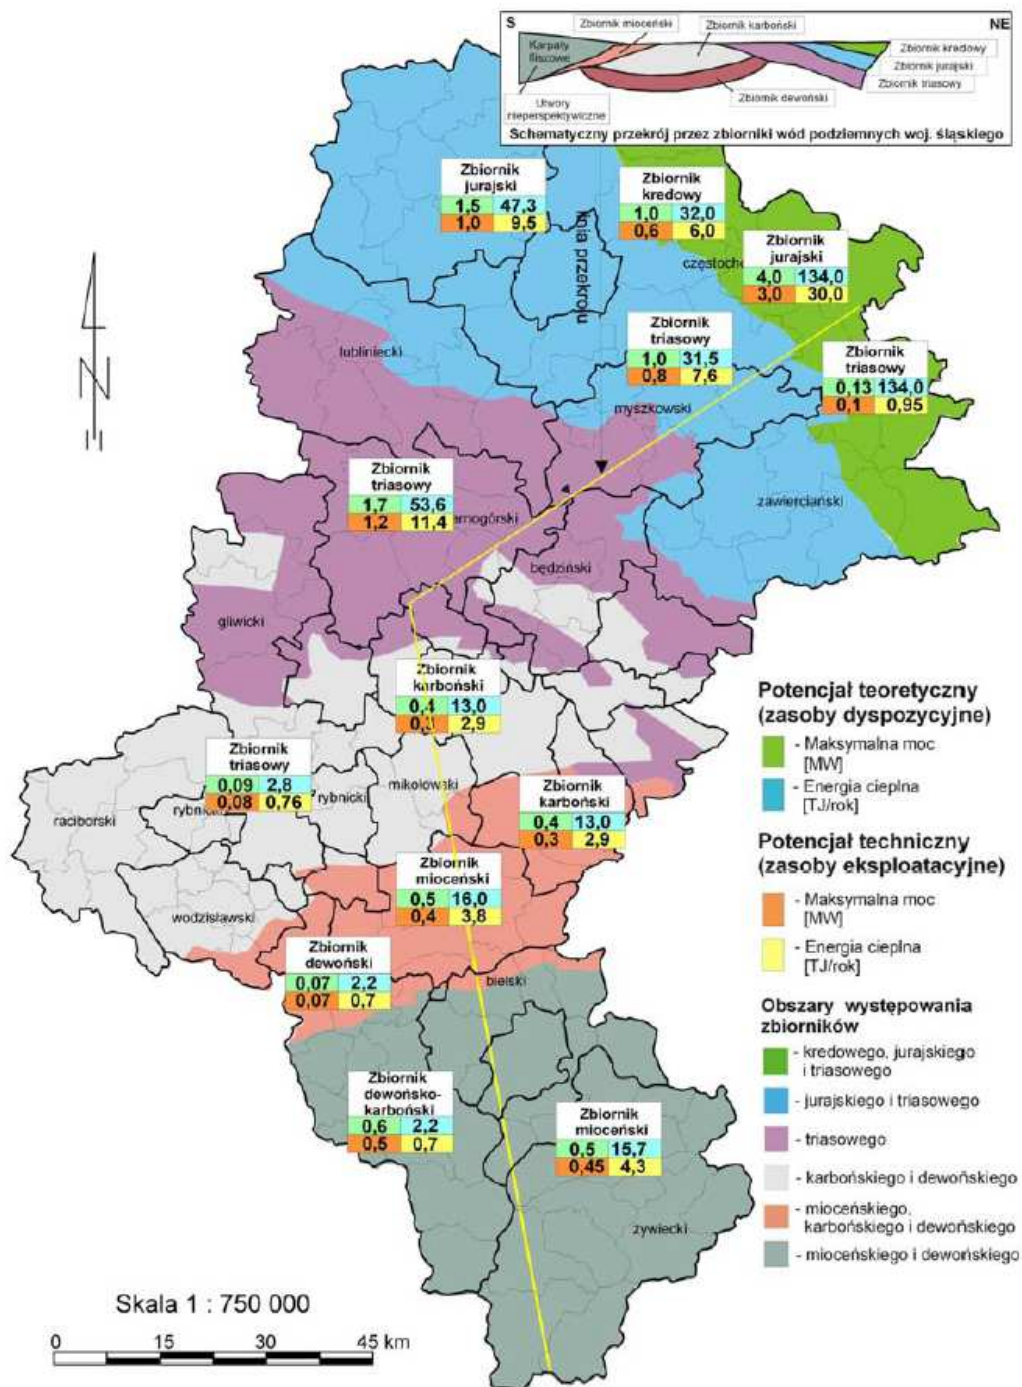 S
NE
Zbiornik mioceński
Zbiornik karboński
Karpaty
fliszowe
Zbiornik kredowy
Zbiornik jurajski
Zbiornik triasowy
Zbiornik dewoński
Utwory
nieperspektywiczne
Schematyczny przekrój przez zbiorniki wód podziemnych woj. śląskiego
Zbiornik
jurajski
1,5 47,3
1,0 9,5
Zbiornik
kredowy
1,0 32,0
0,6 6,0
linia przekroju
Zbiornik
jurajski
4,0 134,0
3,0 30,0
częstoch
Zbiornik
triasowy
1,0 31,5
0,8 7,6
Zbiornik
triasowy
0,13 134,0
0,1 0,95
lubliniecki
myszkowski
Zbiornik
triasowy
1,7 53,6
1,2 11,4
arnogórski
zawierciański
będziński
gliwicki
Zbiornik
karboński
0,4 13,0
0,3 2,9
Zbiornik
triasowy
0,09 2,8
0,08 0,76
mikołowski
rybnicki
raciborski
rybni
Zbiornik
karboński
0,4 13,0
0,3 2,9
Zbiornik
mioceński
0,5 16,0
0,4 3,8
wodzisławski
Zbiornik
dewoński
0,07 2,2
0,07 0,7
bielski
Zbiornik
dewońsko-
karboński
0,6 2,2
0,5 0,7
Zbiornik
mioceński
0,5 15,7
0,45 4,3
żywiecki
N
Potencjał teoretyczny
(zasoby dyspozycyjne)
- Maksymalna moc
[MW]
- Energia cieplna
[TJ/rok]
Potencjał techniczny
(zasoby eksploatacyjne)
- Maksymalna moc
[MW]
- Energia cieplna
[TJ/rok]
Obszary występowania
zbiorników
- kredowego, jurajskiego
i triasowego
- jurajskiego i triasowego
- triasowego
- karbońskiego i dewońskiego
- mioceńskiego,
karbońskiego i dewońskiego
- mioceńskiego i dewońskiego
Skala 1 : 750 000
0 15 30 45 km